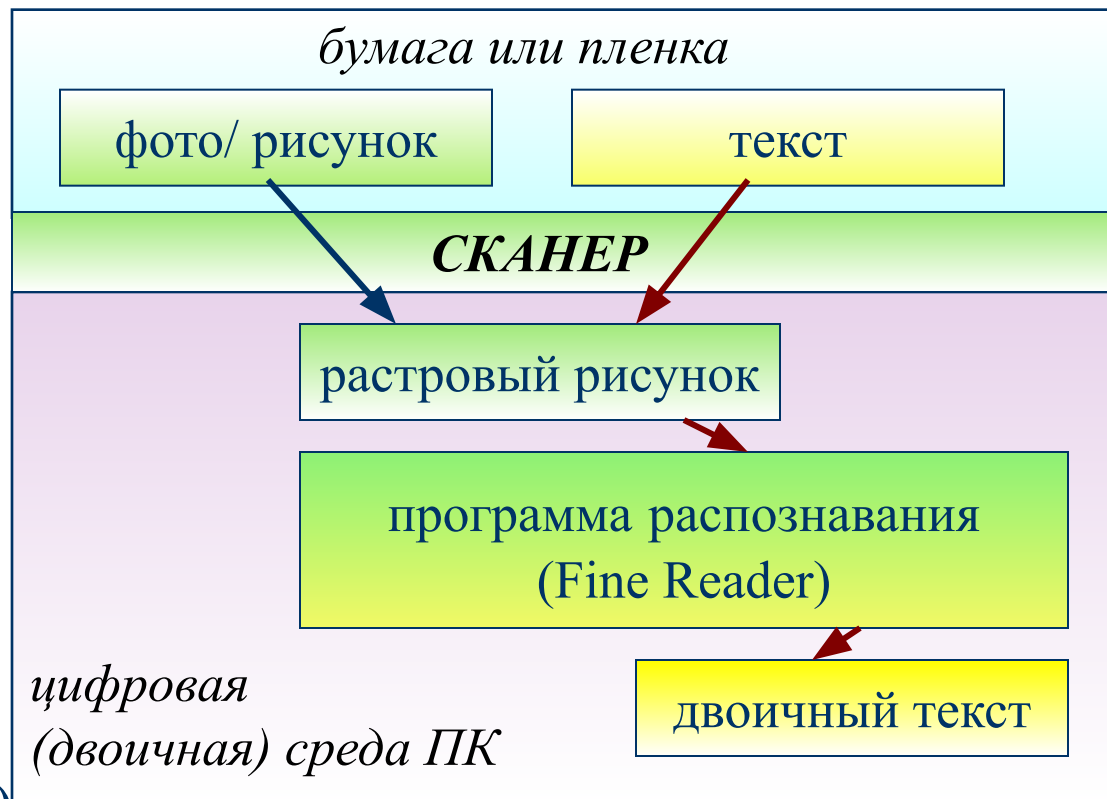 бумага или пленка
фото/ рисунок
текст
СКАНЕР
растровый рисунок
программа распознавания
(Fine Reader)
двоичный текст
цифровая
(двоичная) среда ПК